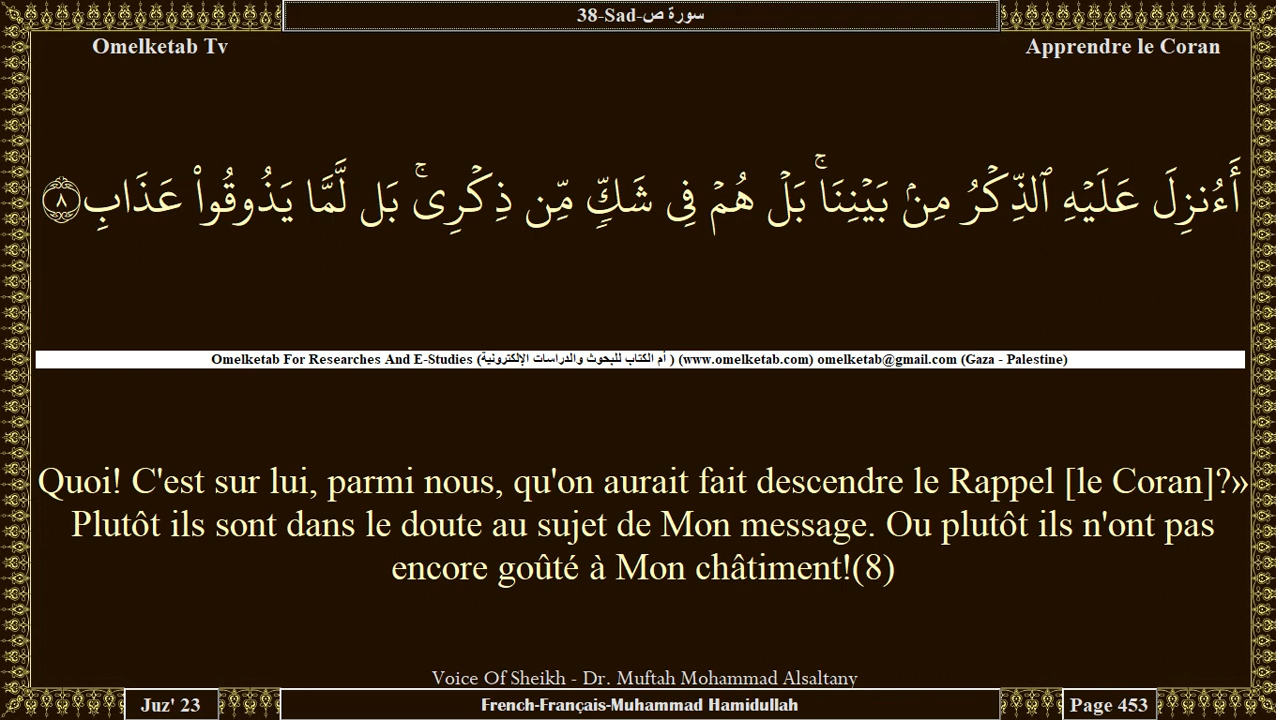 38-Sad-سورة ص
Omelketab Tv
Apprendre le Coran
أَءُنزِلَ عَلَيْهِ ٱلذِّكْرُ مِنۢ بَيْنِنَا ۚ بَلْ هُمْ فِى شَكٍّ مِّن ذِكْرِى ۚ بَل لَّمَّا يَذُوقُوا۟ عَذَابِ ٨
Omelketab For Researches And E-Studies (أم الكتاب للبحوث والدراسات الإلكترونية ) (www.omelketab.com) omelketab@gmail.com (Gaza - Palestine)
Quoi! C'est sur lui, parmi nous, qu'on aurait fait descendre le Rappel [le Coran]?»
Plutôt ils sont dans le doute au sujet de Mon message. Ou plutôt ils n'ont pas
encore goûté à Mon châtiment!(8)
Voice Of Sheikh - Dr. Muftah Mohammad Alsaltany
Juz' 23
French-Français-Muhammad Hamidullah
Page 453